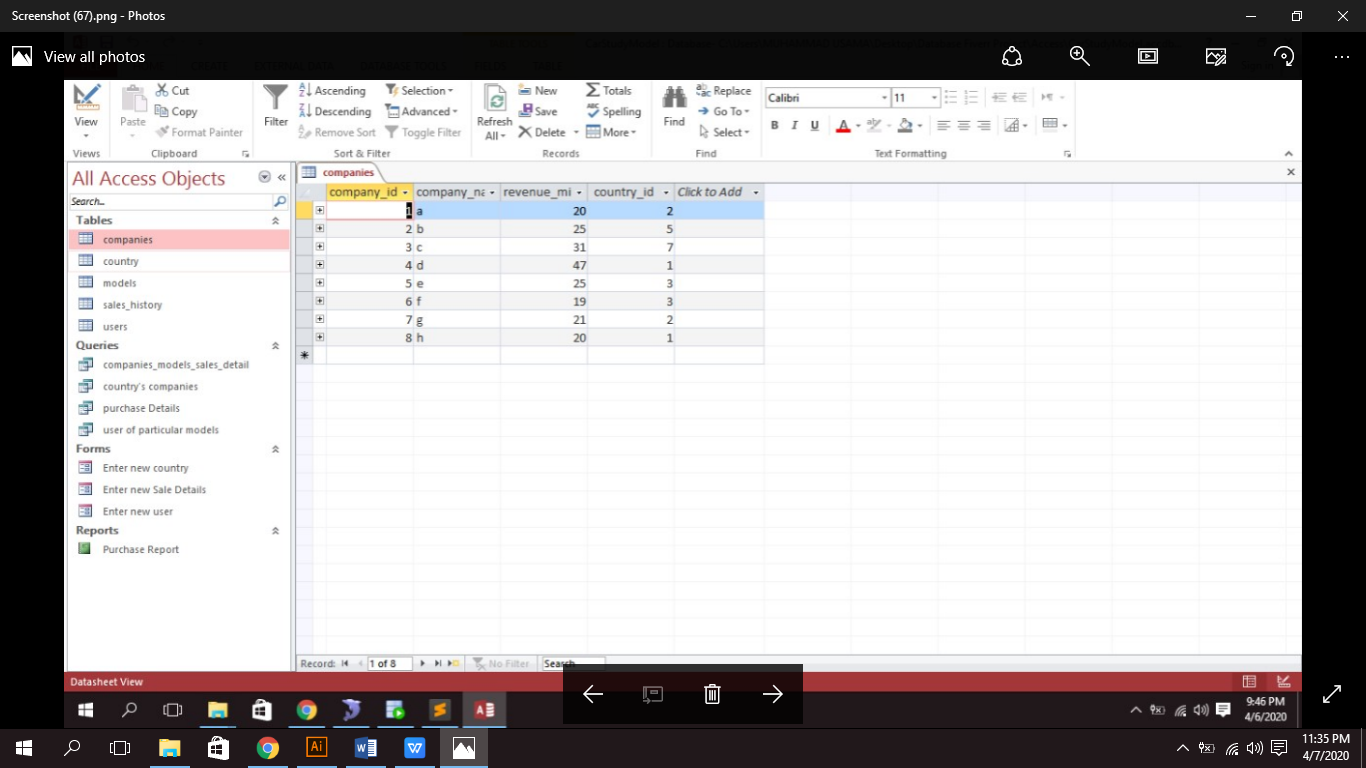 Screenshot (67).png - Photos
View all photos
View
Views
Paste
Cut
Copy
Format Painter
Clipboard
Filter
Ascending
Descending
Remove Sort
Selection
Advanced
Toggle Filter
Sort & Filter
Refresh
All
New
Save
Delete
Totals
Spelling
More
Records
Find
Replace
Go To
Select
Find
Calibri 11
B I U A
Text Formatting
All Access Objects
Search...
Tables
companies
country
models
sales_history
users
Queries
companies_models_sales_detail
country's companies
purchase Details
user of particular models
Forms
Enter new country
Enter new Sale Details
Enter new user
Reports
Purchase Report
companies
company_id company_na revenue_mi country_id Click to Add
1 a 20 2
2 b 25 5
3 c 31 7
4 d 47 1
5 e 25 3
6 f 19 3
7 g 21 2
8 h 20 1
Record: 1 of 8 No Filter Search
Datasheet View
9:46 PM
4/6/2020
11:35 PM
4/7/2020